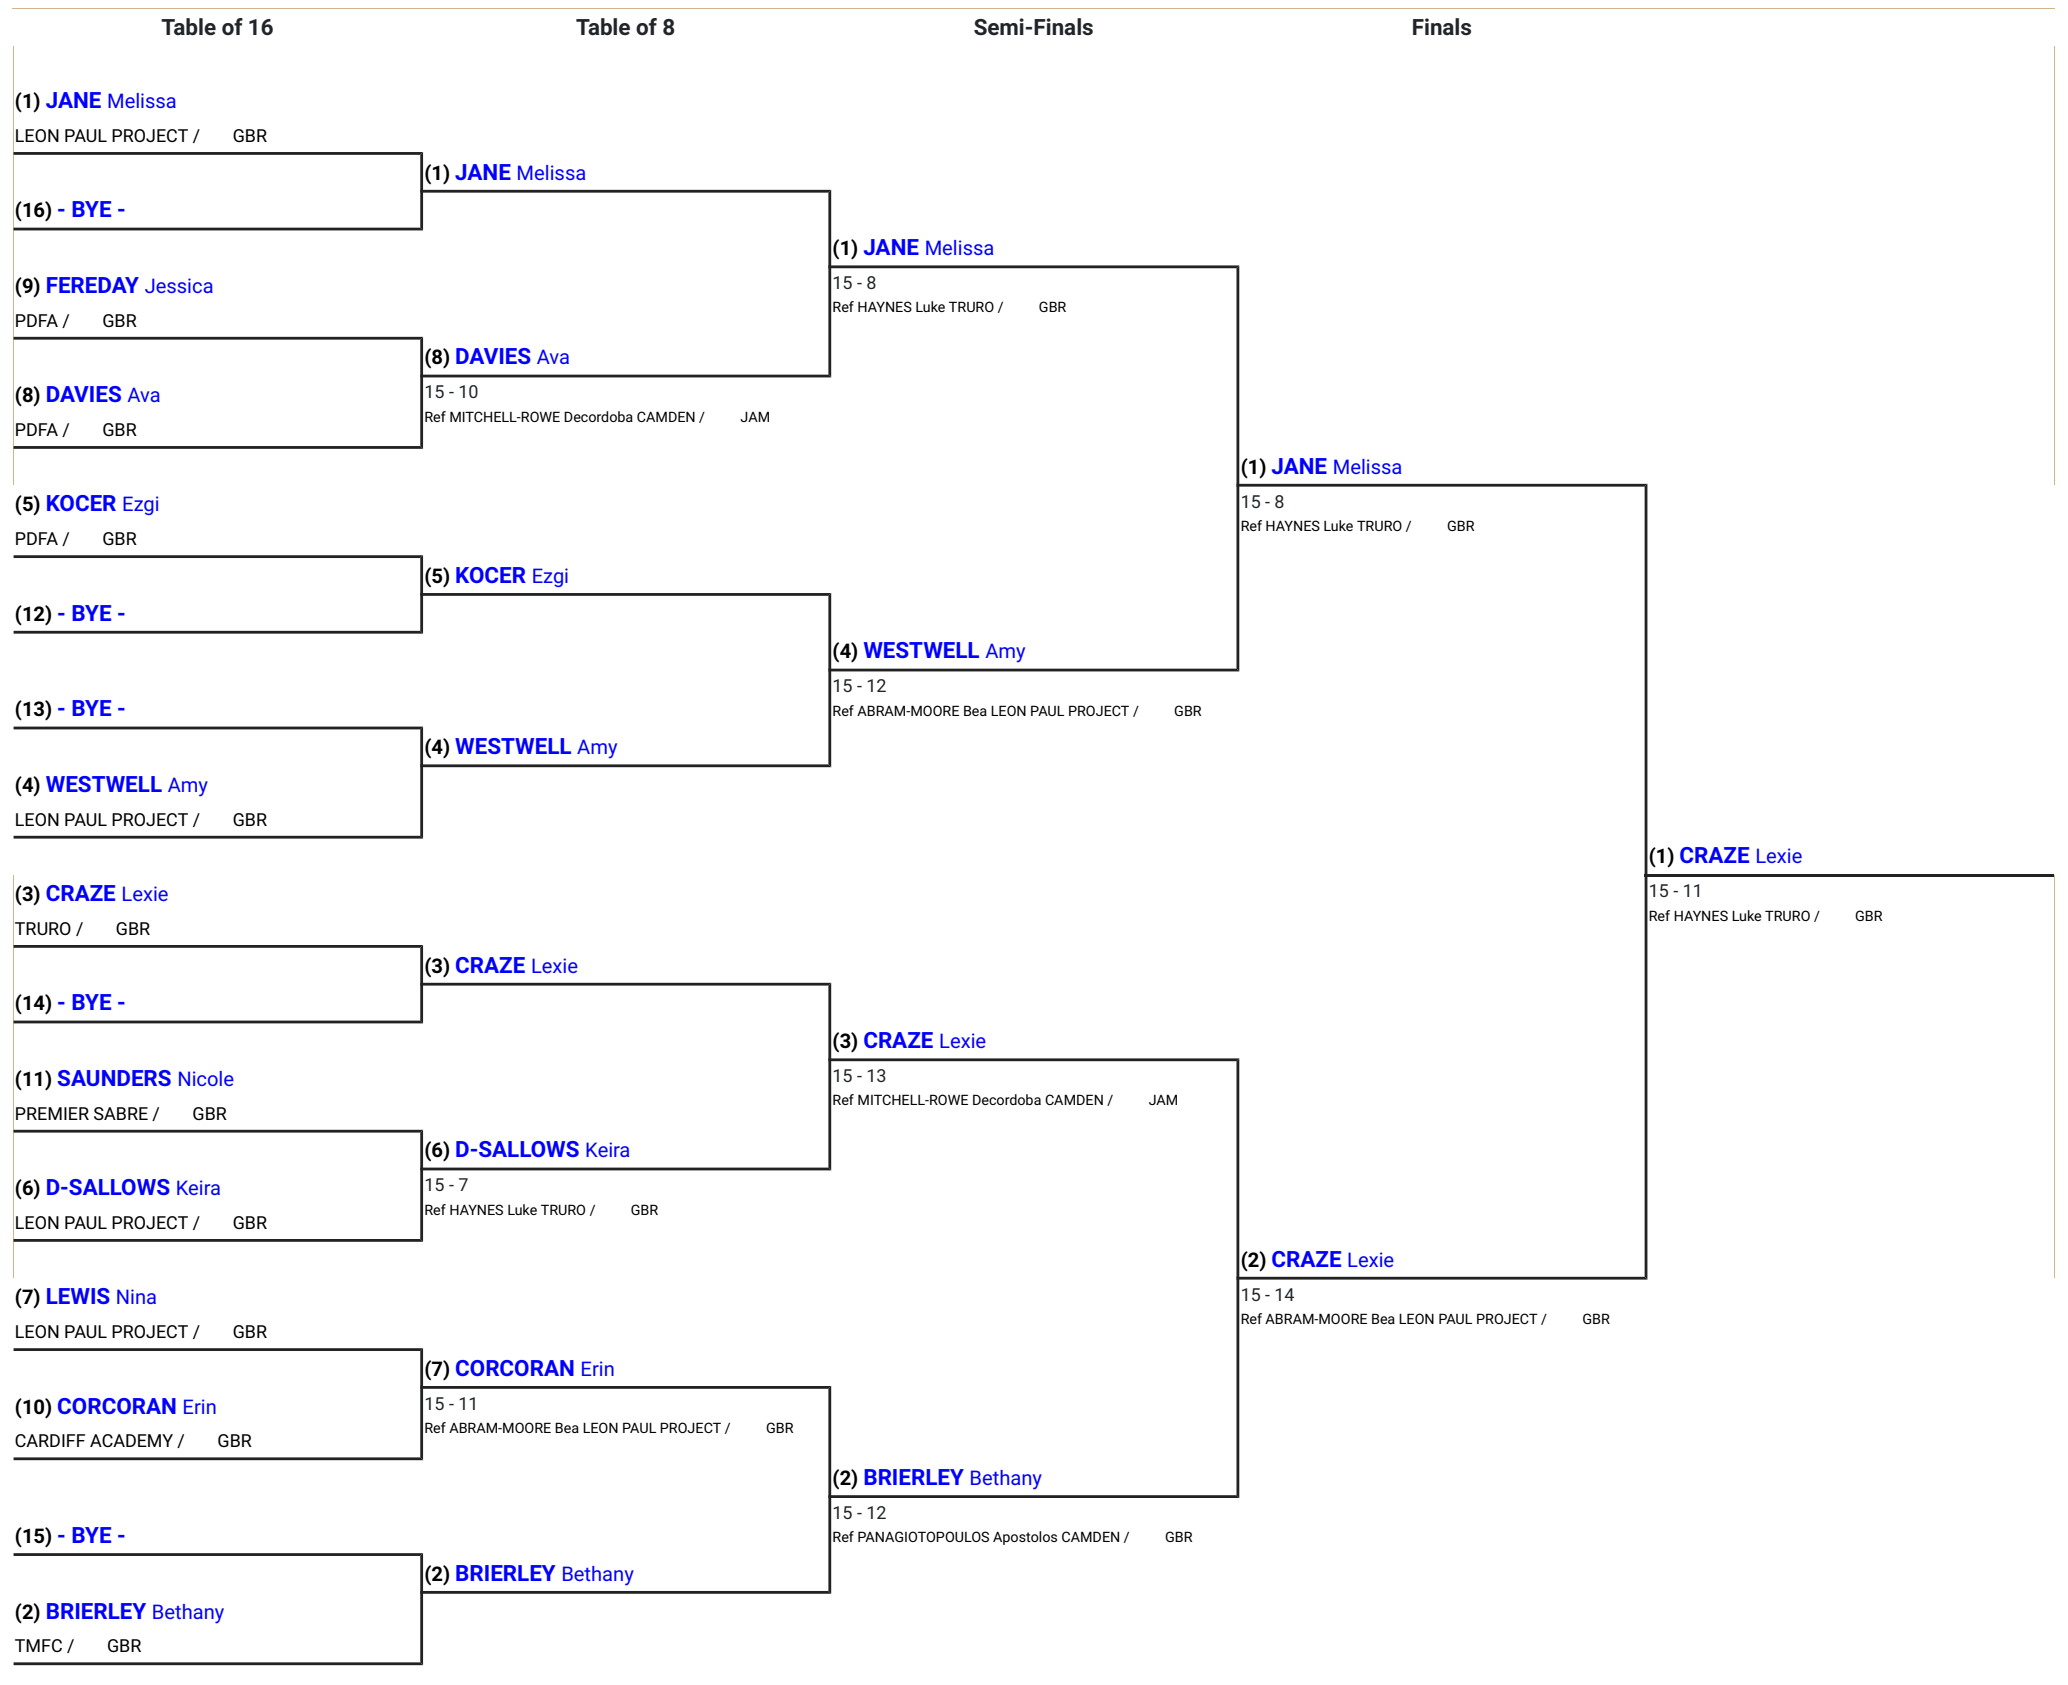 Table of 16
Table of 8
Semi-Finals
Finals
(1) JANE Melissa
LEON PAUL PROJECT / GBR
(16) - BYE -
(9) FEREDAY Jessica
PDFA / GBR
(8) DAVIES Ava
PDFA / GBR
(5) KOCER Ezgi
PDFA / GBR
(12) - BYE -
(13) - BYE -
(4) WESTWELL Amy
LEON PAUL PROJECT / GBR
(3) CRAZE Lexie
TRURO / GBR
(14) - BYE -
(11) SAUNDERS Nicole
PREMIER SABRE / GBR
(6) D-SALLOWS Keira
LEON PAUL PROJECT / GBR
(7) LEWIS Nina
LEON PAUL PROJECT / GBR
(10) CORCORAN Erin
CARDIFF ACADEMY / GBR
(15) - BYE -
(2) BRIERLEY Bethany
TMFC / GBR
(1) JANE Melissa
(8) DAVIES Ava
15 - 10
Ref MITCHELL-ROWE Decordoba CAMDEN / JAM
(5) KOCER Ezgi
(4) WESTWELL Amy
(3) CRAZE Lexie
(6) D-SALLOWS Keira
15 - 7
Ref HAYNES Luke TRURO / GBR
(7) CORCORAN Erin
15 - 11
Ref ABRAM-MOORE Bea LEON PAUL PROJECT / GBR
(2) BRIERLEY Bethany
(1) JANE Melissa
15 - 8
Ref HAYNES Luke TRURO / GBR
(4) WESTWELL Amy
15 - 12
Ref ABRAM-MOORE Bea LEON PAUL PROJECT / GBR
(3) CRAZE Lexie
15 - 13
Ref MITCHELL-ROWE Decordoba CAMDEN / JAM
(2) BRIERLEY Bethany
15 - 12
Ref PANAGIOTOPOULOS Apostolos CAMDEN / GBR
(1) JANE Melissa
15 - 8
Ref HAYNES Luke TRURO / GBR
(2) CRAZE Lexie
15 - 14
Ref ABRAM-MOORE Bea LEON PAUL PROJECT / GBR
(1) CRAZE Lexie
15 - 11
Ref HAYNES Luke TRURO / GBR